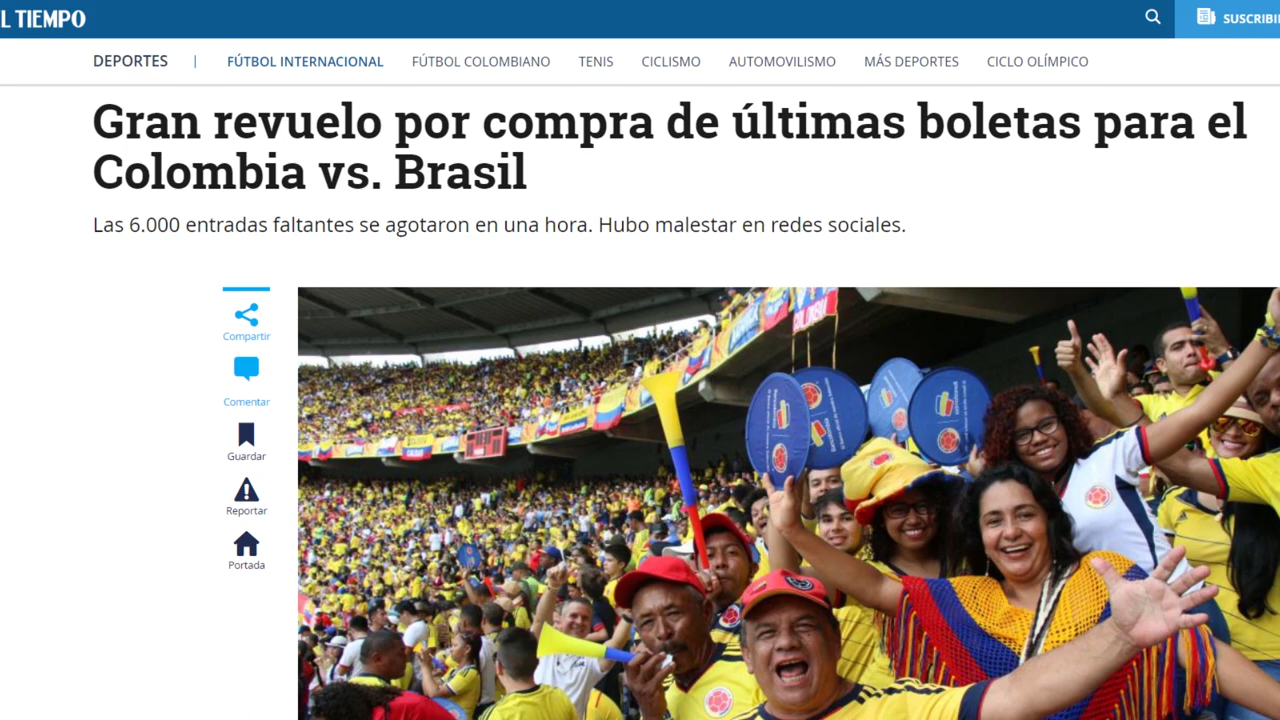 L TIEMPO
SUSCRIBI
DEPORTES | FÚTBOL INTERNACIONAL FÚTBOL COLOMBIANO TENIS CICLISMO AUTOMOVILISMO MÁS DEPORTES CICLO OLÍMPICO
Gran revuelo por compra de últimas boletas para el
Colombia vs. Brasil
Las 6.000 entradas faltantes se agotaron en una hora. Hubo malestar en redes sociales.
Compartir
Comentar
Guardar
Reportar
Portada